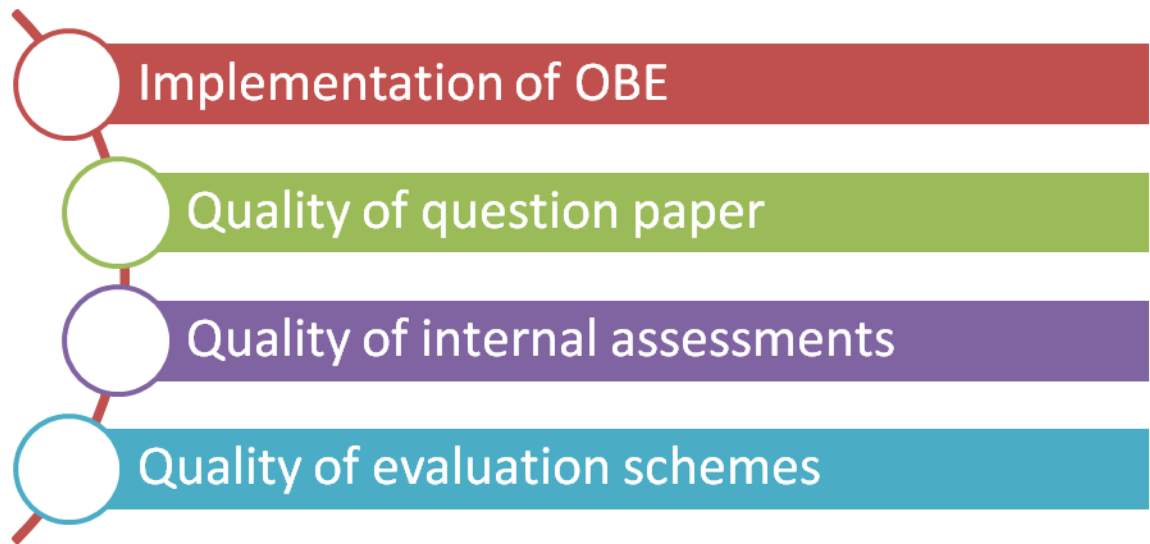 Implementation of OBE
Quality of question paper
Quality of internal assessments
Quality of evaluation schemes